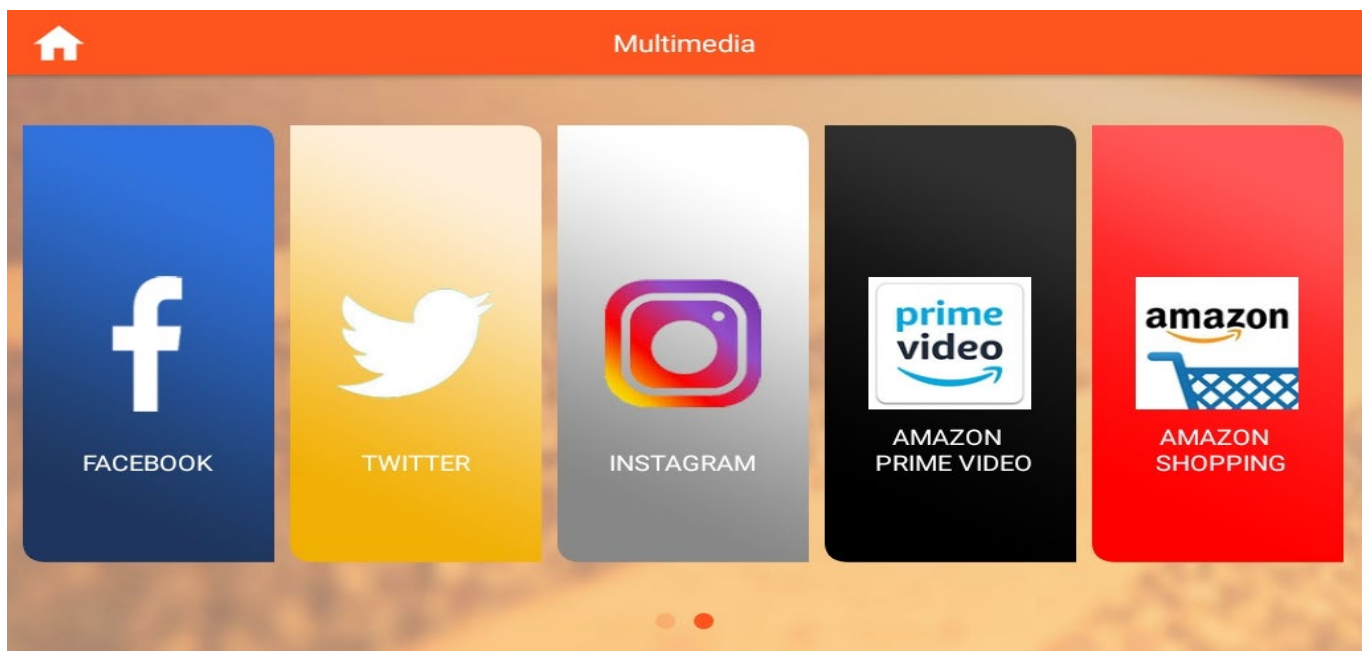 Multimedia
FACEBOOK
TWITTER
INSTAGRAM
prime
video
AMAZON
PRIME VIDEO
amazon
AMAZON
SHOPPING